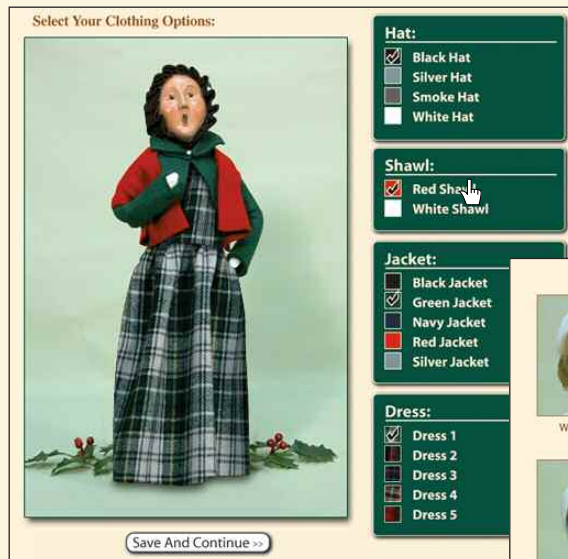 Select Your Clothing Options:
Hat:
Black Hat
Silver Hat
Smoke Hat
White Hat
Shawl:
Red Shawl
White Shawl
Jacket:
Black Jacket
Green Jacket
Navy Jacket
Red Jacket
Silver Jacket
Dress:
Dress 1
Dress 2
Dress 3
Dress 4
Dress 5
W
Save And Continue >>